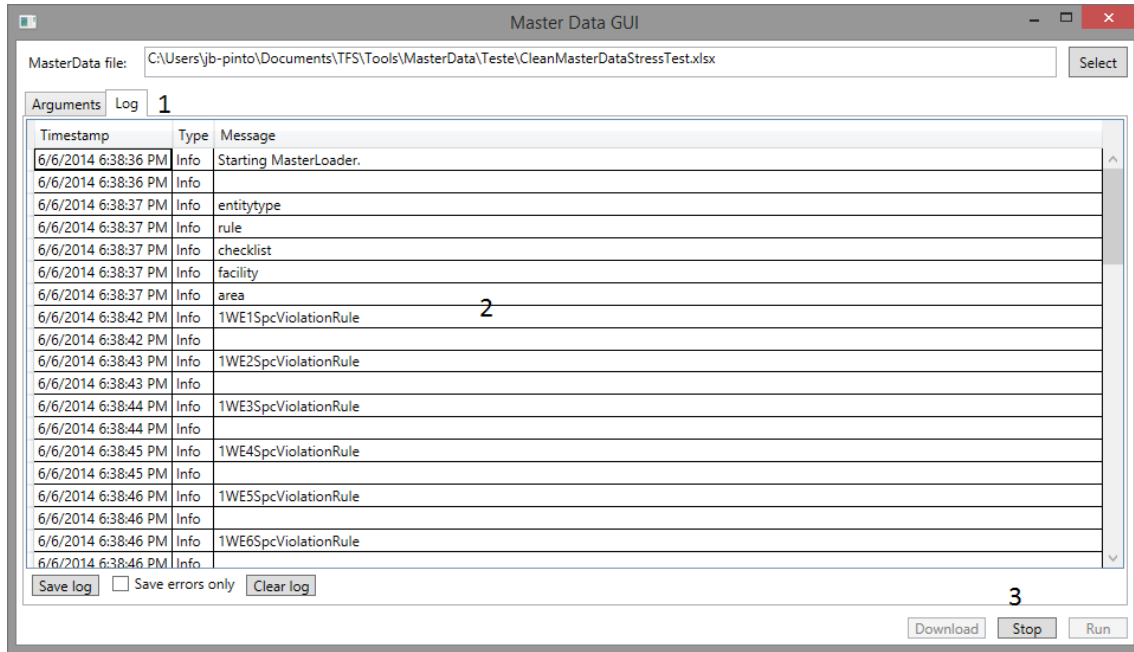 Master Data GUI
MasterData file: C:\Users\jb-pinto\Documents\TFS\Tools\MasterData\Teste\CleanMasterDataStressTest.xlsx Select
Arguments Log 1
Timestamp Type Message
6/6/2014 6:38:36 PM Info Starting MasterLoader.
6/6/2014 6:38:36 PM Info
6/6/2014 6:38:37 PM Info entitytype
6/6/2014 6:38:37 PM Info rule
6/6/2014 6:38:37 PM Info checklist
6/6/2014 6:38:37 PM Info facility
6/6/2014 6:38:37 PM Info area
2
6/6/2014 6:38:42 PM Info 1WE1SpcViolationRule
6/6/2014 6:38:42 PM Info
6/6/2014 6:38:43 PM Info 1WE2SpcViolationRule
6/6/2014 6:38:43 PM Info
6/6/2014 6:38:44 PM Info 1WE3SpcViolationRule
6/6/2014 6:38:44 PM Info
6/6/2014 6:38:45 PM Info 1WE4SpcViolationRule
6/6/2014 6:38:45 PM Info
6/6/2014 6:38:46 PM Info 1WE5SpcViolationRule
6/6/2014 6:38:46 PM Info
6/6/2014 6:38:46 PM Info 1WE6SpcViolationRule
6/6/2014 6:38:46 PM Info
Save log Save errors only Clear log
3
Download Stop Run